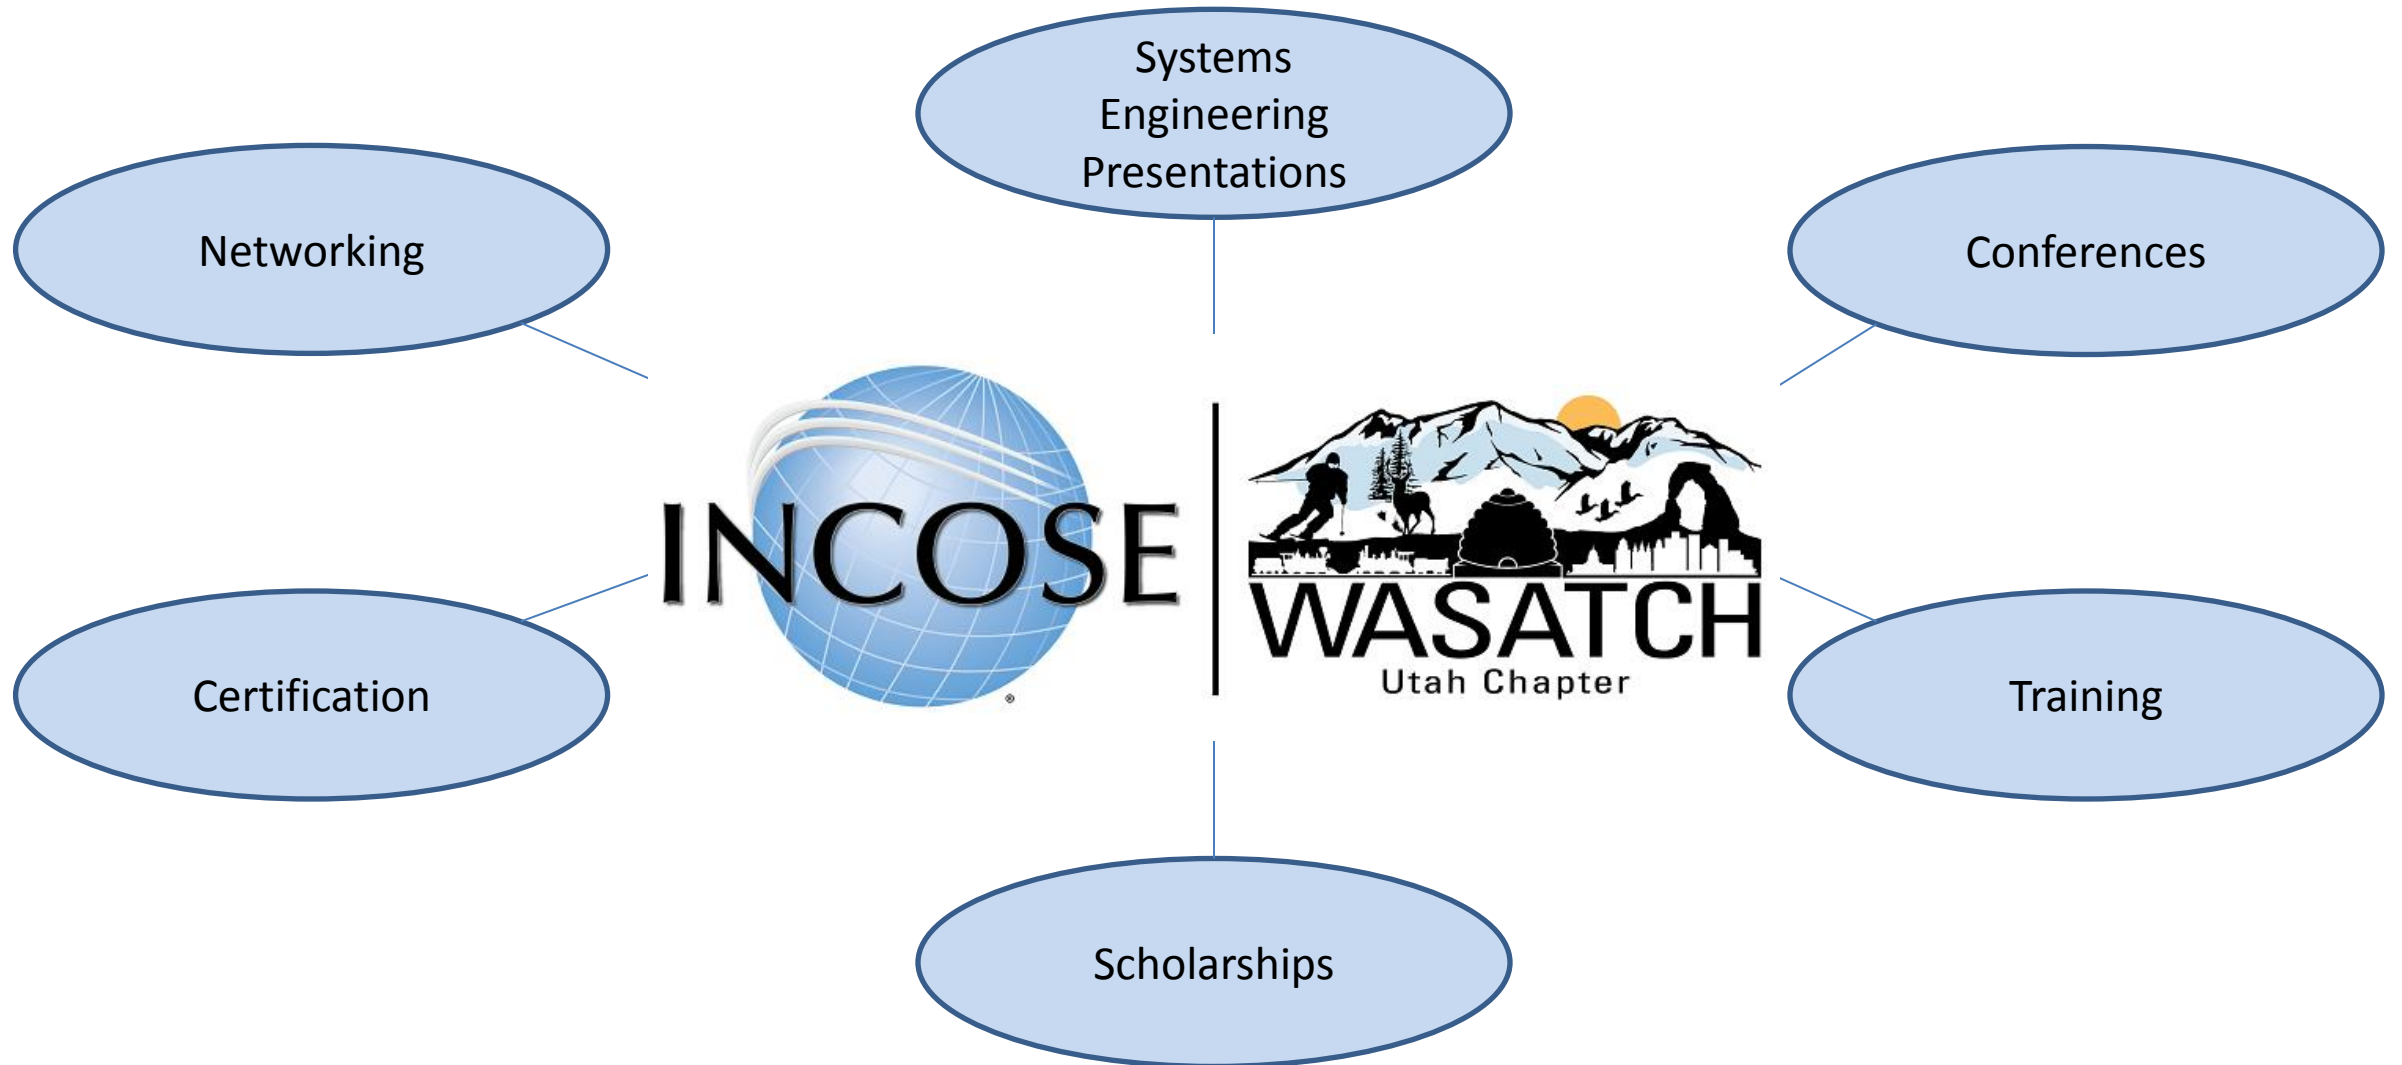 Systems
Engineering
Presentations
Networking
Conferences
INCOSE
®
WASATCH
Utah Chapter
Certification
Training
Scholarships